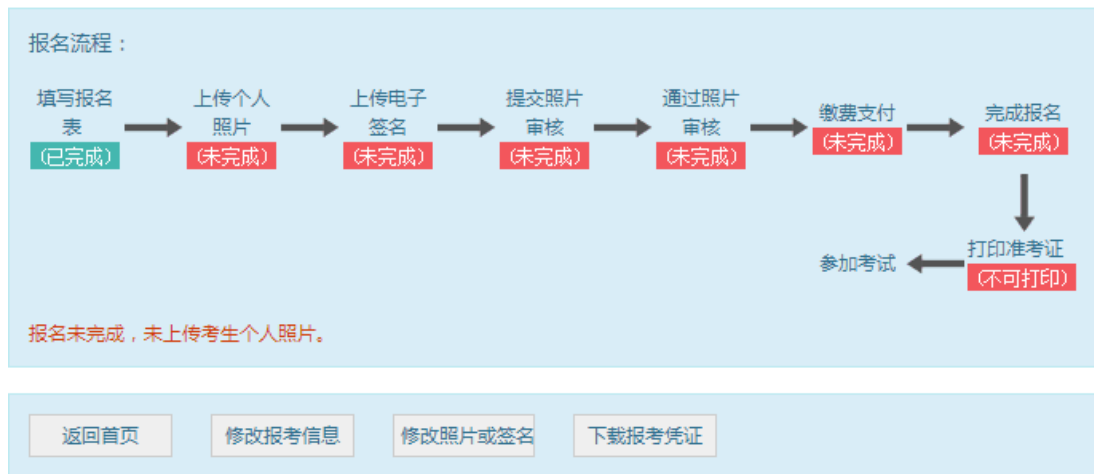 报名流程：
填写报名
表
(已完成)
上传个人
照片
(未完成)
上传电子
签名
(未完成)
提交照片
审核
(未完成)
通过照片
审核
(未完成)
缴费支付
(未完成)
完成报名
(未完成)
打印准考证
(不可打印)
参加考试
报名未完成，未上传考生个人照片。
返回首页
修改报考信息
修改照片或签名
下载报考凭证